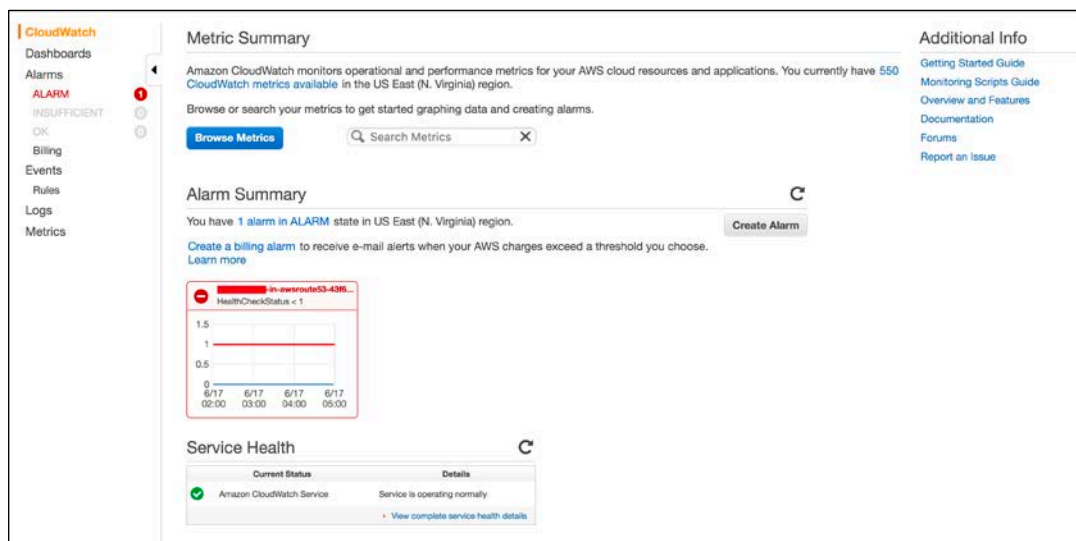 CloudWatch
Dashboards
Alarms
ALARM 1
INSUFFICIENT 0
OK 0
Billing
Events
Rules
Logs
Metrics
Metric Summary
Amazon CloudWatch monitors operational and performance metrics for your AWS cloud resources and applications. You currently have 550
CloudWatch metrics available in the US East (N. Virginia) region.
Browse or search your metrics to get started graphing data and creating alarms.
Browse Metrics
Search Metrics
Alarm Summary
You have 1 alarm in ALARM state in US East (N. Virginia) region.
Create Alarm
Create a billing alarm to receive e-mail alerts when your AWS charges exceed a threshold you choose.
Learn more
-in-awsroute53-43f6...
HealthCheckStatus < 1
1.5
1
0.5
0
6/17 6/17 6/17 6/17
02:00 03:00 04:00 05:00
Service Health
Current Status Details
Amazon CloudWatch Service Service is operating normally
View complete service health details
Additional Info
Getting Started Guide
Monitoring Scripts Guide
Overview and Features
Documentation
Forums
Report an Issue